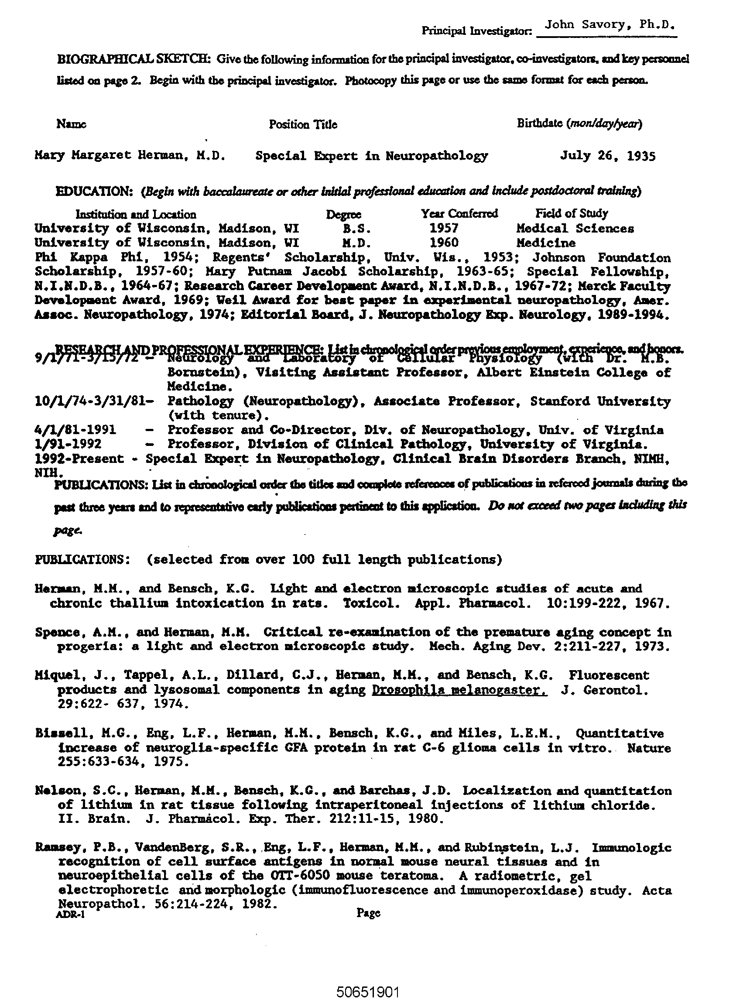 Principal Investigator: John Savory, Ph.D.
BIOGRAPHICAL SKETCH: Give the following information for the principal investigator, co-investigators, and key personnel
listed on page 2. Begin with the principal investigator. Photocopy this page or use the same format for each person.
Name Position Title Birthdate (mon/day/year)
Mary Margaret Herman, M.D. Special Expert in Neuropathology July 26, 1935
EDUCATION: (Begin with baccalaureate or other initial professional education and include postdoctoral training)
Institution and Location Degree Year Conferred Field of Study
University of Wisconsin, Madison, WI B.S. 1957 Medical Sciences
University of Wisconsin, Madison, WI M.D. 1960 Medicine
Phi Kappa Phi, 1954; Regents' Scholarship, Univ. Wis., 1953; Johnson Foundation
Scholarship, 1957-60; Mary Putnam Jacobi Scholarship, 1963-65; Special Fellowship,
N.I.N.D.B., 1964-67; Research Career Development Award, N.I.N.D.B., 1967-72; Merck Faculty
Development Award, 1969; Weil Award for best paper in experimental neuropathology, Amer.
Assoc. Neuropathology, 1974; Editorial Board, J. Neuropathology Exp. Neurology, 1989-1994.
RESEARCH AND PROFESSIONAL EXPERIENCE: List in chronological order previous employment, experience, and honors.
9/1/71-3/15/72 - Neurology and Laboratory of Cellular Physiology (with Dr. M.B.
Bornstein), Visiting Assistant Professor, Albert Einstein College of
Medicine.
10/1/74-3/31/81- Pathology (Neuropathology), Associate Professor, Stanford University
(with tenure).
4/1/81-1991 - Professor and Co-Director, Div. of Neuropathology, Univ. of Virginia
1/91-1992 - Professor, Division of Clinical Pathology, University of Virginia.
1992-Present - Special Expert in Neuropathology, Clinical Brain Disorders Branch, NIMH,
NIH.
PUBLICATIONS: List in chronological order the titles and complete references of publications in refereed journals during the
past three years and to representative early publications pertinent to this application. Do not exceed two pages including this
page.
PUBLICATIONS: (selected from over 100 full length publications)
Herman, M.M., and Bensch, K.G. Light and electron microscopic studies of acute and
chronic thallium intoxication in rats. Toxicol. Appl. Pharmacol. 10:199-222, 1967.
Spence, A.M., and Herman, M.M. Critical re-examination of the premature aging concept in
progeria: a light and electron microscopic study. Mech. Aging Dev. 2:211-227, 1973.
Miquel, J., Tappel, A.L., Dillard, C.J., Herman, M.M., and Bensch, K.G. Fluorescent
products and lysosomal components in aging Drosophila melanogaster. J. Gerontol.
29:622- 637, 1974.
Bissell, M.G., Eng, L.F., Herman, M.M., Bensch, K.G., and Miles, L.E.M., Quantitative
increase of neuroglia-specific GFA protein in rat C-6 glioma cells in vitro. Nature
255:633-634, 1975.
Nelson, S.C., Herman, M.M., Bensch, K.G., and Barchas, J.D. Localization and quantitation
of lithium in rat tissue following intraperitoneal injections of lithium chloride.
II. Brain. J. Pharmacol. Exp. Ther. 212:11-15, 1980.
Ramsey, P.B., VandenBerg, S.R., Eng, L.F., Herman, M.M., and Rubinstein, L.J. Immunologic
recognition of cell surface antigens in normal mouse neural tissues and in
neuroepithelial cells of the OTT-6050 mouse teratoma. A radiometric, gel
electrophoretic and morphologic (immunofluorescence and immunoperoxidase) study. Acta
Neuropathol. 56:214-224, 1982.
ADR-1 Page
50651901